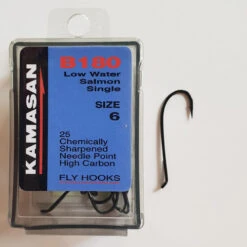 KAMASAN
B180
Low Water
Salmon
Single
SIZE
6
25
Chemically
Sharpened
Needle Point
High Carbon
FLY HOOKS